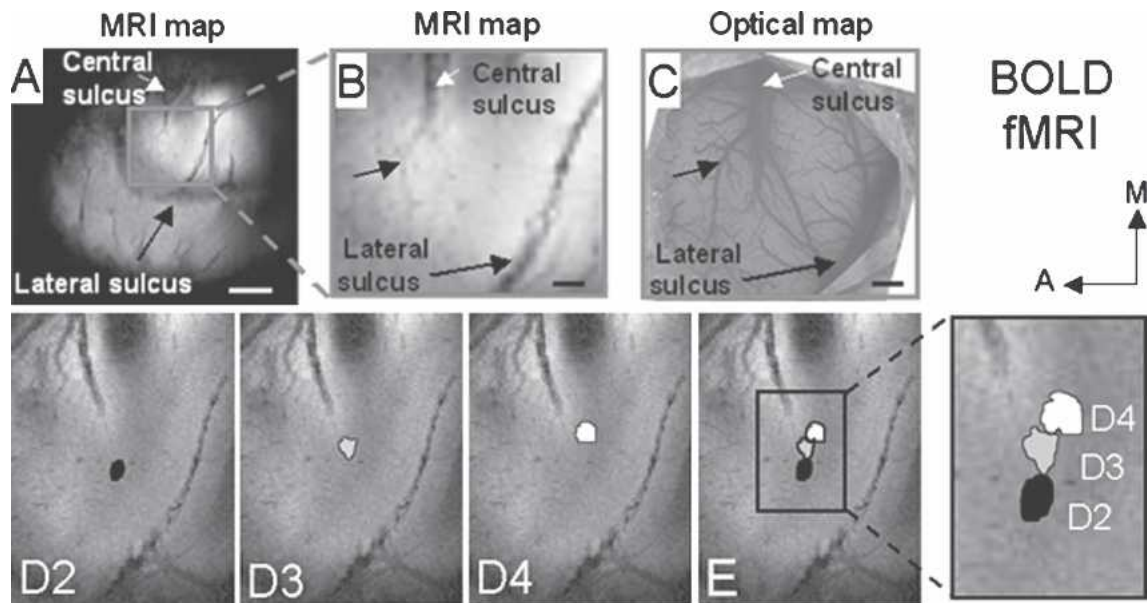 MRI map
MRI map
Optical map
A
Central
sulcus
Lateral sulcus
B
Central
sulcus
Lateral
sulcus
C
Central
sulcus
Lateral
sulcus
BOLD
fMRI
M
A
D2
D3
D4
E
D4
D3
D2